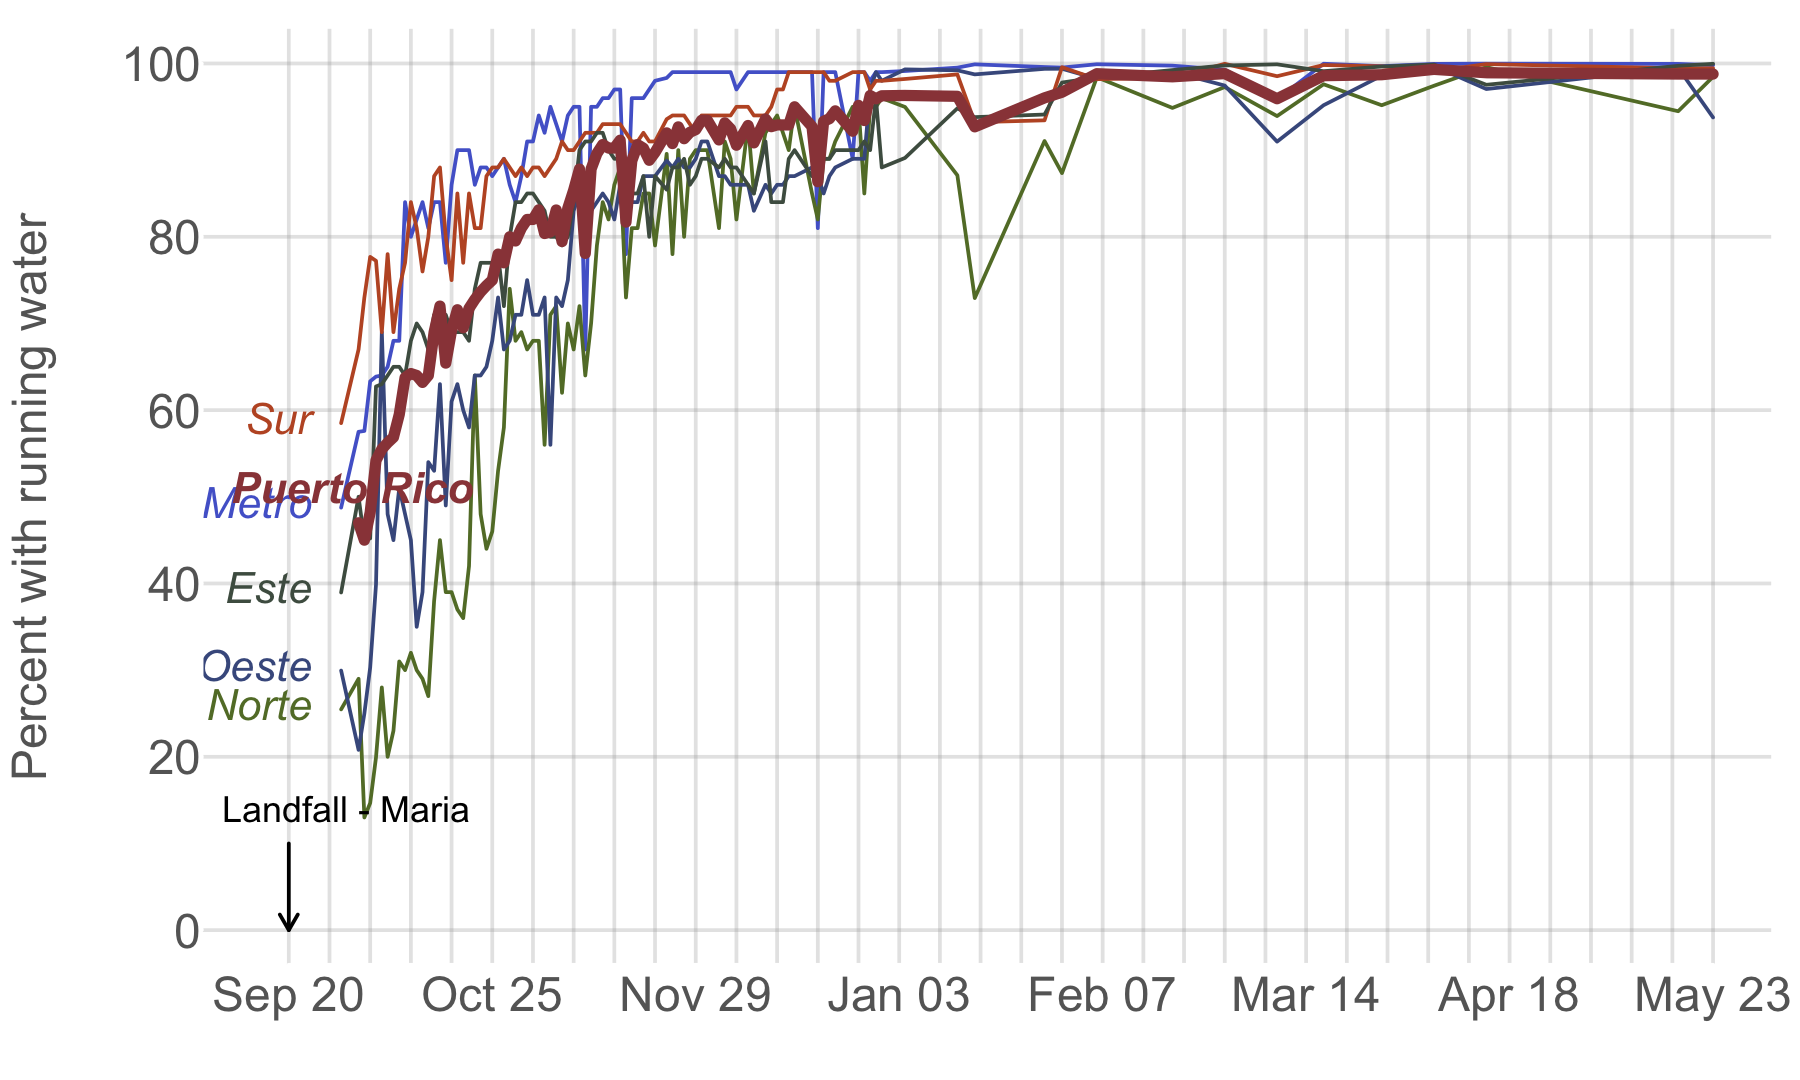 Percent with running water
100
80
60
40
20
0
Sur
Puerto Rico
Metro
Este
Oeste
Norte
Landfall - Maria
Sep 20 Oct 25 Nov 29 Jan 03 Feb 07 Mar 14 Apr 18 May 23